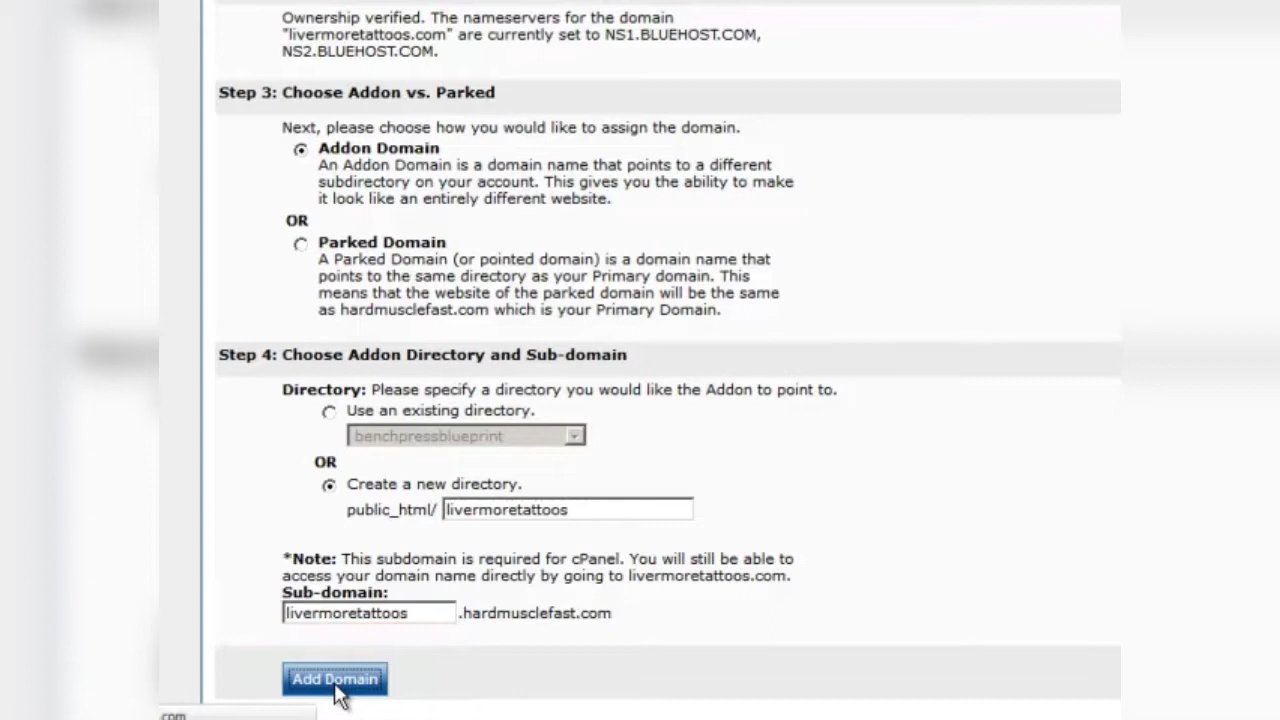 Ownership verified. The nameservers for the domain
"livermoretattoos.com" are currently set to NS1.BLUEHOST.COM,
NS2.BLUEHOST.COM.
Step 3: Choose Addon vs. Parked
Next, please choose how you would like to assign the domain.
Addon Domain
An Addon Domain is a domain name that points to a different
subdirectory on your account. This gives you the ability to make
it look like an entirely different website.
OR
Parked Domain
A Parked Domain (or pointed domain) is a domain name that
points to the same directory as your Primary domain. This
means that the website of the parked domain will be the same
as hardmusclefast.com which is your Primary Domain.
Step 4: Choose Addon Directory and Sub-domain
Directory: Please specify a directory you would like the Addon to point to.
Use an existing directory.
benchpressblueprint
OR
Create a new directory.
public_html/ livermoretattoos
*Note: This subdomain is required for cPanel. You will still be able to
access your domain name directly by going to livermoretattoos.com.
Sub-domain:
livermoretattoos .hardmusclefast.com
Add Domain
com